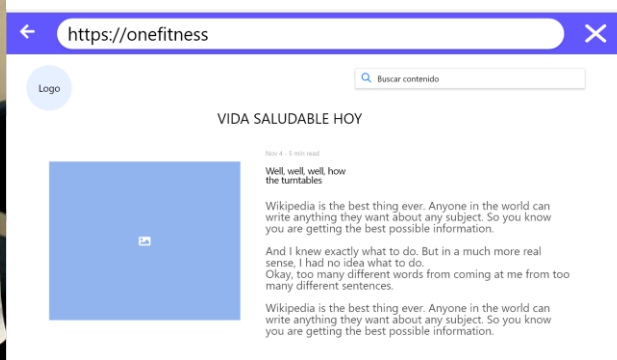 https://onefitness
Logo
Buscar contenido
VIDA SALUDABLE HOY
Nov 4 – 5 min read
Well, well, well, how
the turntables
Wikipedia is the best thing ever. Anyone in the world can
write anything they want about any subject. So you know
you are getting the best possible information.
And I knew exactly what to do. But in a much more real
sense, I had no idea what to do.
Okay, too many different words from coming at me from too
many different sentences.
Wikipedia is the best thing ever. Anyone in the world can
write anything they want about any subject. So you know
you are getting the best possible information.